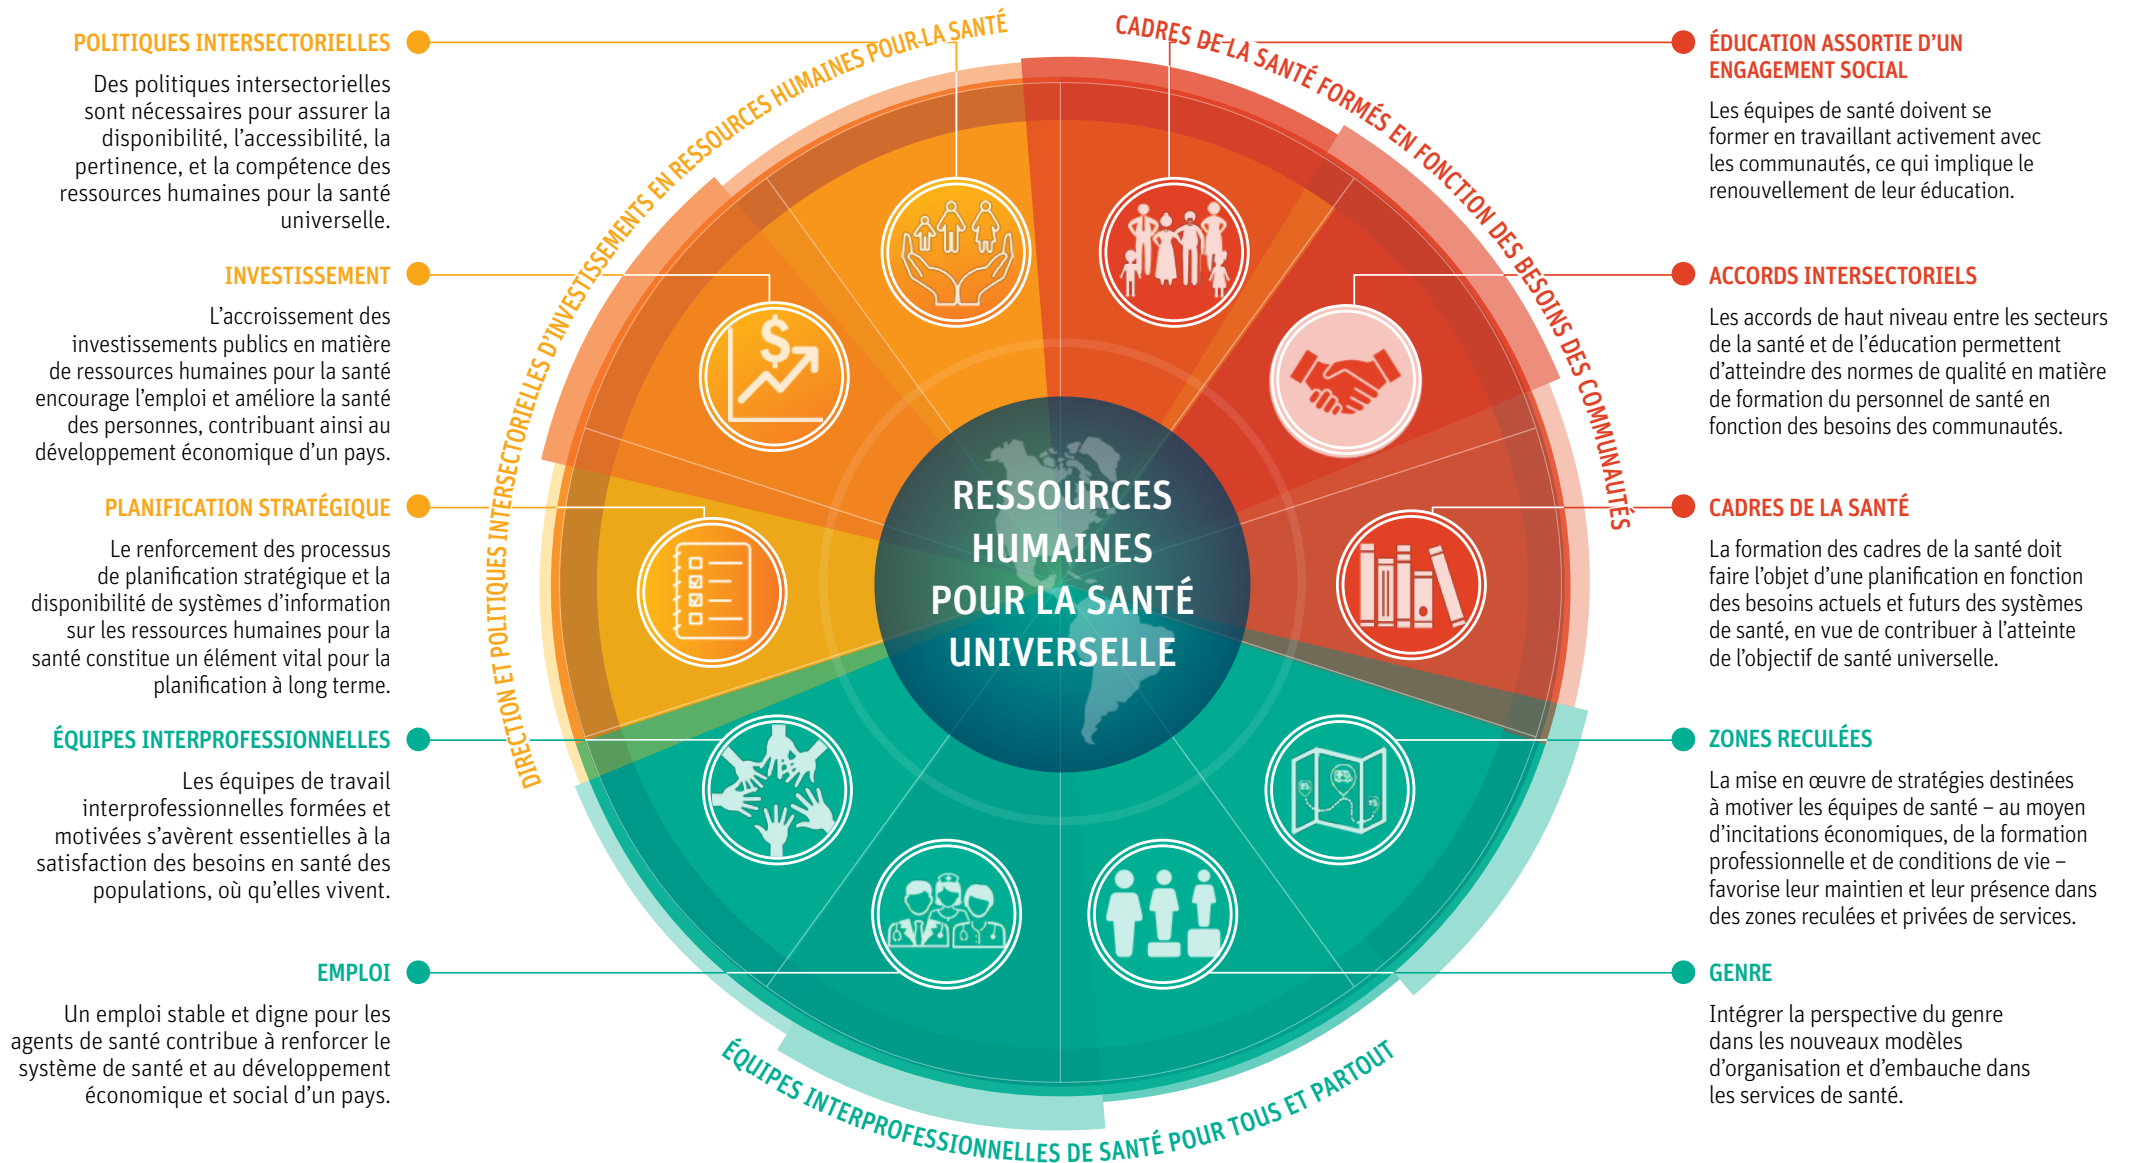 POLITIQUES INTERSECTORIELLES
Des politiques intersectorielles
sont nécessaires pour assurer la
disponibilité, l’accessibilité, la
pertinence, et la compétence des
ressources humaines pour la santé
universelle.
INVESTISSEMENT
L’accroissement des
investissements publics en matière
de ressources humaines pour la santé
encourage l’emploi et améliore la santé
des personnes, contribuant ainsi au
développement économique d’un pays.
PLANIFICATION STRATÉGIQUE
Le renforcement des processus
de planification stratégique et la
disponibilité de systèmes d’information
sur les ressources humaines pour la
santé constitue un élément vital pour la
planification à long terme.
ÉQUIPES INTERPROFESSIONNELLES
Les équipes de travail
interprofessionnelles formées et
motivées s’avèrent essentielles à la
satisfaction des besoins en santé des
populations, où qu’elles vivent.
EMPLOI
Un emploi stable et digne pour les
agents de santé contribue à renforcer le
système de santé et au développement
économique et social d’un pays.
DIRECTION ET POLITIQUES INTERSECTORIELLES D’INVESTISSEMENTS EN RESSOURCES HUMAINES POUR LA SANTÉ
CADRES DE LA SANTÉ FORMÉS EN FONCTION DES BESOINS DES COMMUNAUTÉS
RESSOURCES
HUMAINES
POUR LA SANTÉ
UNIVERSELLE
ÉQUIPES INTERPROFESSIONNELLES DE SANTÉ POUR TOUS ET PARTOUT
ÉDUCATION ASSORTIE D’UN
ENGAGEMENT SOCIAL
Les équipes de santé doivent se
former en travaillant activement avec
les communautés, ce qui implique le
renouvellement de leur éducation.
ACCORDS INTERSECTORIELS
Les accords de haut niveau entre les secteurs
de la santé et de l’éducation permettent
d’atteindre des normes de qualité en matière
de formation du personnel de santé en
fonction des besoins des communautés.
CADRES DE LA SANTÉ
La formation des cadres de la santé doit
faire l’objet d’une planification en fonction
des besoins actuels et futurs des systèmes
de santé, en vue de contribuer à l’atteinte
de l’objectif de santé universelle.
ZONES RECULÉES
La mise en œuvre de stratégies destinées
à motiver les équipes de santé – au moyen
d’incitations économiques, de la formation
professionnelle et de conditions de vie –
favorise leur maintien et leur présence dans
des zones reculées et privées de services.
GENRE
Intégrer la perspective du genre
dans les nouveaux modèles
d’organisation et d’embauche dans
les services de santé.